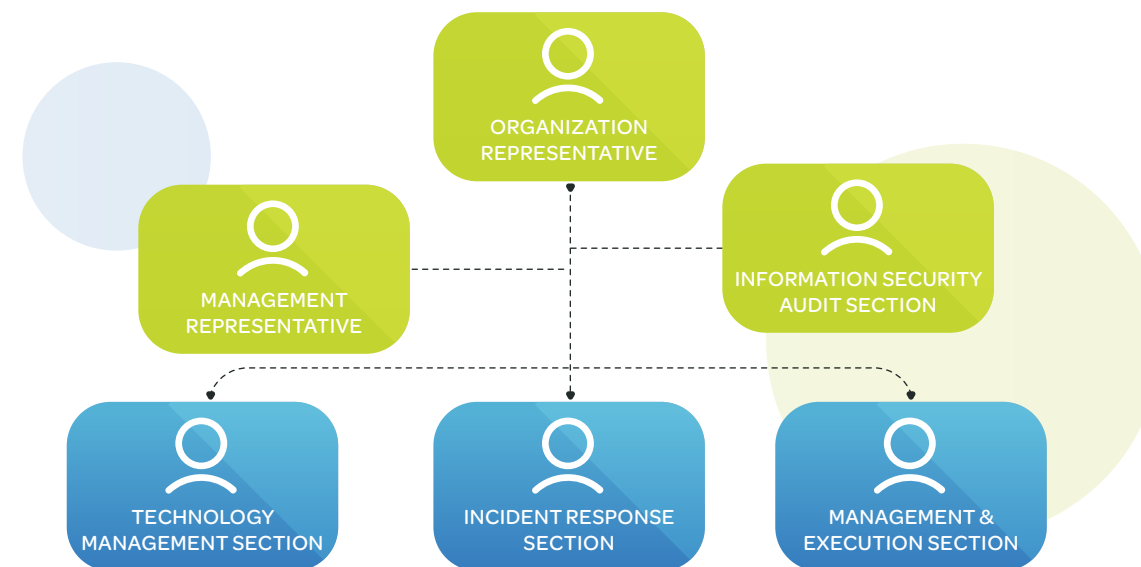 ORGANIZATION
REPRESENTATIVE
MANAGEMENT
REPRESENTATIVE
INFORMATION SECURITY
AUDIT SECTION
TECHNOLOGY
MANAGEMENT SECTION
INCIDENT RESPONSE
SECTION
MANAGEMENT &
EXECUTION SECTION